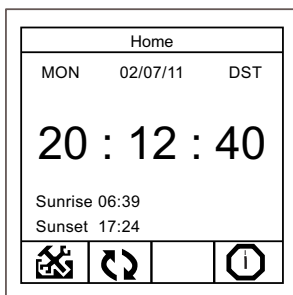 Home
MON 02/07/11 DST
20 : 12 : 40
Sunrise 06:39
Sunset 17:24
i